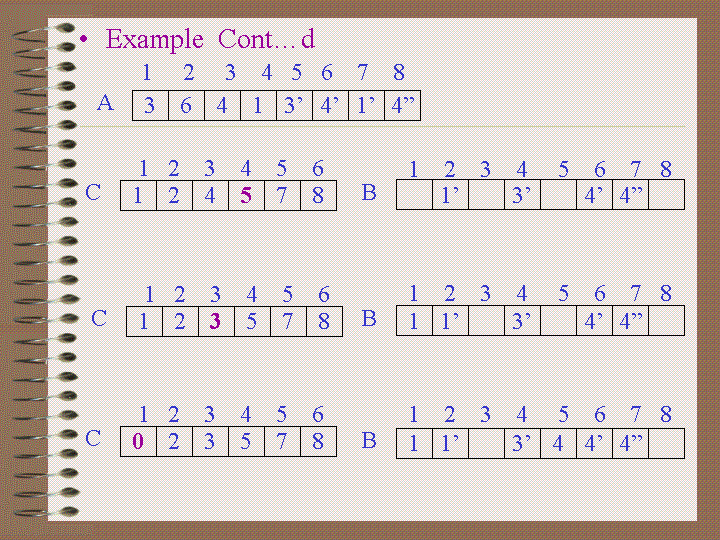 • Example Cont…d
1 2 3 4 5 6 7 8
A 3 6 4 1 3’ 4’ 1’ 4”
1 2 3 4 5 6 1 2 3 4 5 6 7 8
C 1 2 4 5 7 8 B 1’ 3’ 4’ 4”
1 2 3 4 5 6 1 2 3 4 5 6 7 8
C 1 2 3 5 7 8 B 1 1’ 3’ 4’ 4”
1 2 3 4 5 6 1 2 3 4 5 6 7 8
C 0 2 3 5 7 8 B 1 1’ 3’ 4 4’ 4”